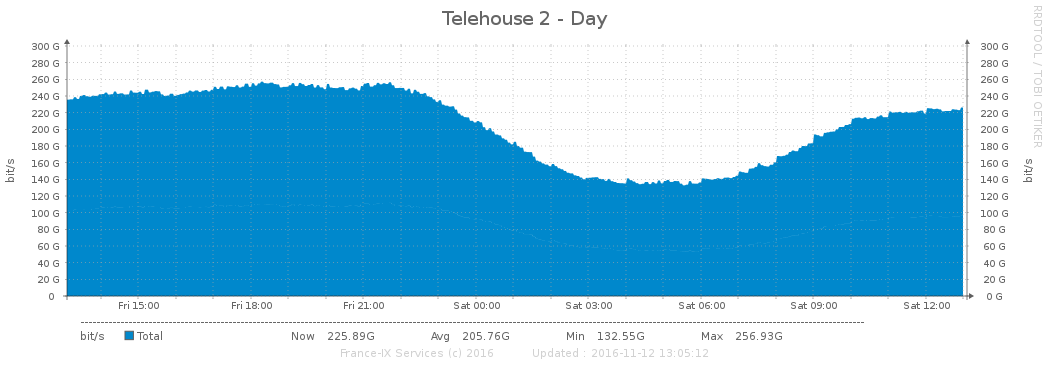 Telehouse 2 - Day
RRDTOOL / TOBI OETIKER
300 G 300 G
280 G 280 G
260 G 260 G
240 G 240 G
220 G 220 G
200 G 200 G
180 G 180 G
160 G 160 G
140 G 140 G
120 G 120 G
100 G 100 G
80 G 80 G
60 G 60 G
40 G 40 G
20 G 20 G
0 0 G
bit/s
bit/s
Fri 15:00 Fri 18:00 Fri 21:00 Sat 00:00 Sat 03:00 Sat 06:00 Sat 09:00 Sat 12:00
bit/s Total Now 225.89G Avg 205.76G Min 132.55G Max 256.93G
France-IX Services (c) 2016 Updated : 2016-11-12 13:05:12